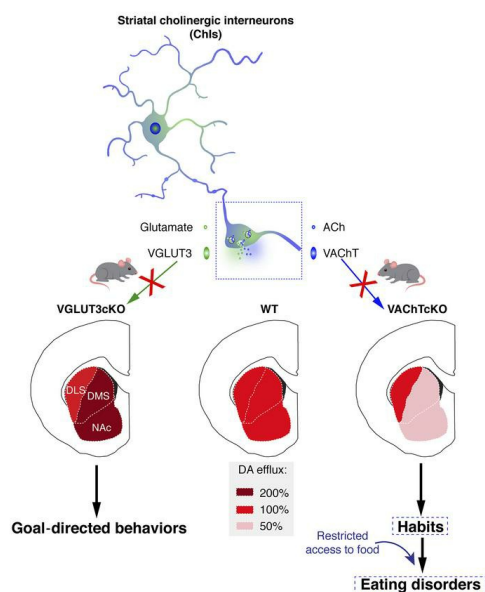 Striatal cholinergic interneurons
(ChIs)
Glutamate
ACh
VGLUT3
VAChT
VGLUT3cKO
WT
VAChTcKO
DLS
DMS
NAc
DA efflux:
200%
100%
50%
Goal-directed behaviors
Habits
Restricted
access to food
Eating disorders